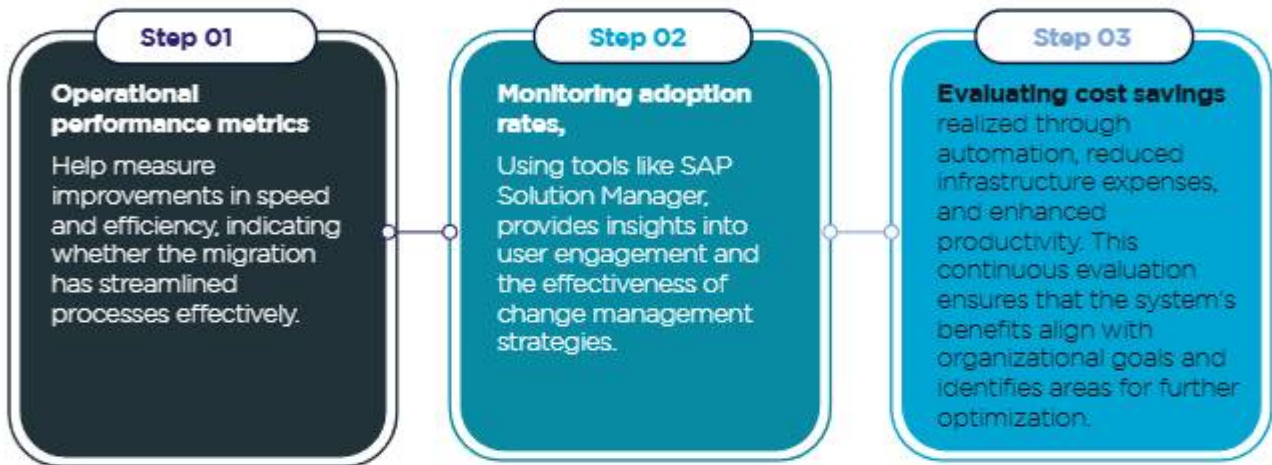 Step 01
Operational
performance metrics
Help measure
improvements in speed
and efficiency, indicating
whether the migration
has streamlined
processes effectively.
Step 02
Monitoring adoption
rates,
Using tools like SAP
Solution Manager,
provides insights into
user engagement and
the effectiveness of
change management
strategies.
Step 03
Evaluating cost savings
realized through
automation, reduced
infrastructure expenses,
and enhanced
productivity. This
continuous evaluation
ensures that the system's
benefits align with
organizational goals and
identifies areas for further
optimization.